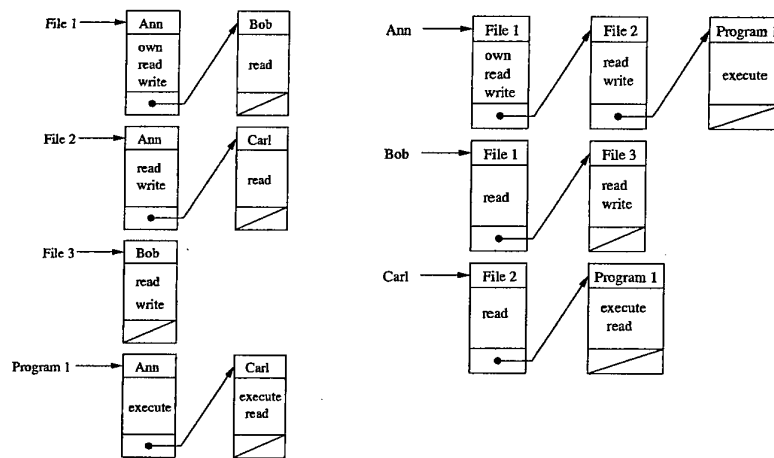 File 1
Ann
own
read
write
Bob
read
File 2
Ann
read
write
Carl
read
File 3
Bob
read
write
Program 1
Ann
execute
Carl
execute
read
Ann
File 1
own
read
write
File 2
read
write
Program 1
execute
Bob
File 1
read
File 3
read
write
Carl
File 2
read
Program 1
execute
read